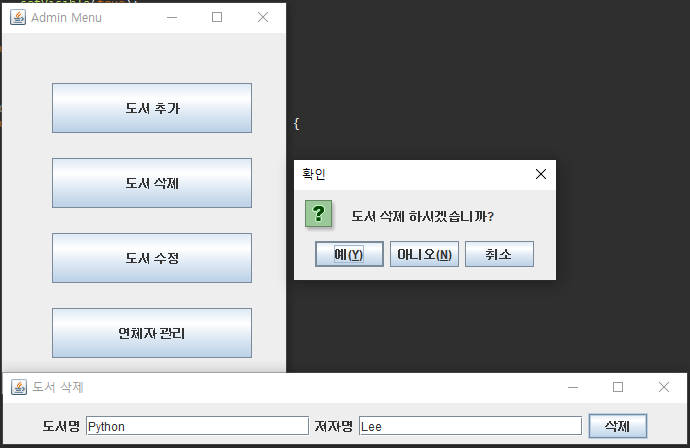 Admin Menu
도서 추가
{
도서 삭제
확인
?
도서 삭제 하시겠습니까?
예(Y) 아니오(N) 취소
도서 수정
연체자 관리
도서 삭제
도서명 Python 저자명 Lee 삭제